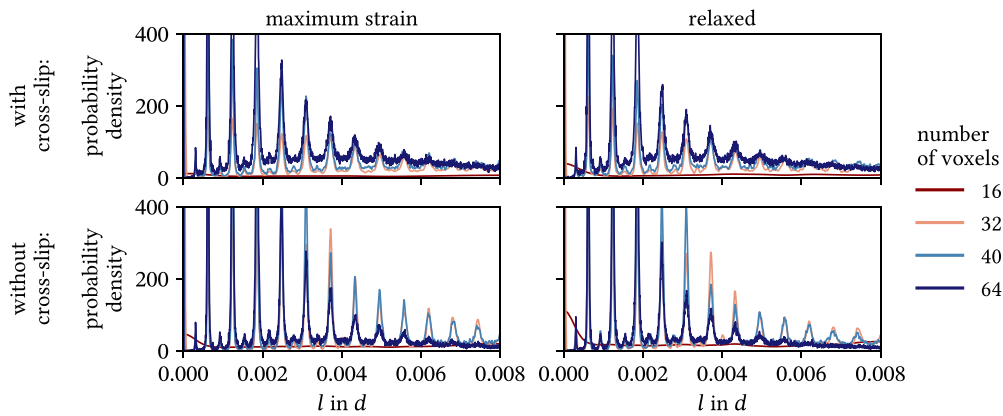 maximum strain
relaxed
with
cross-slip:
probability
density
400
200
0
without
cross-slip:
probability
density
400
200
0
0.000 0.002 0.004 0.006 0.008
0.000 0.002 0.004 0.006 0.008
l in d
l in d
number
of voxels
16
32
40
64